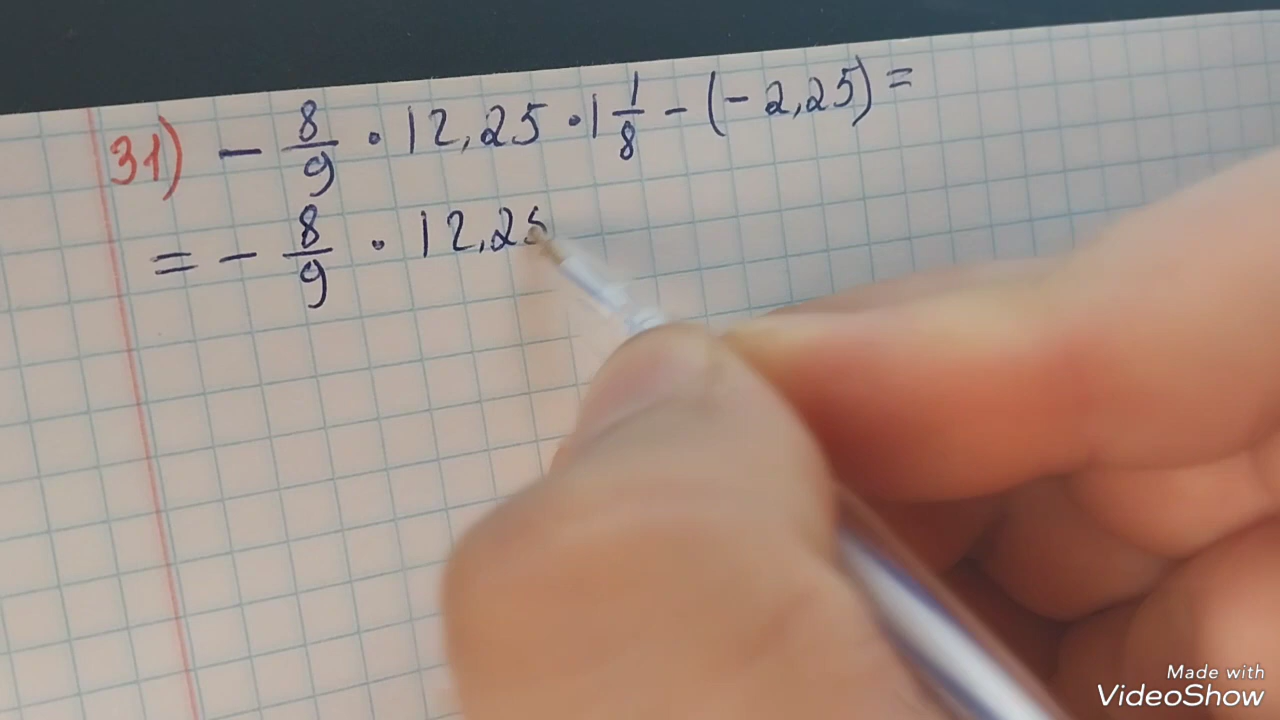 31) - 8/9 • 12,25 • 1 1/8 - (- 2,25) =
= - 8/9 • 12,25
Made with
VideoShow